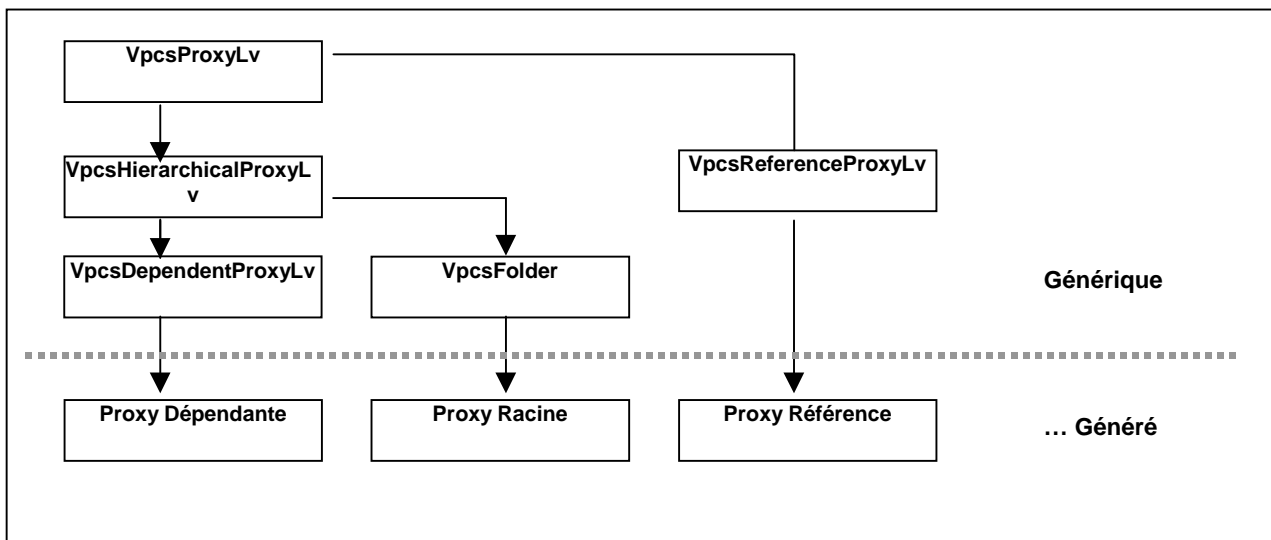 VpcsProxyLv
VpcsHierarchicalProxyL
v
VpcsReferenceProxyLv
VpcsDependentProxyLv
VpcsFolder
Générique
Proxy Dépendante
Proxy Racine
Proxy Référence
… Généré